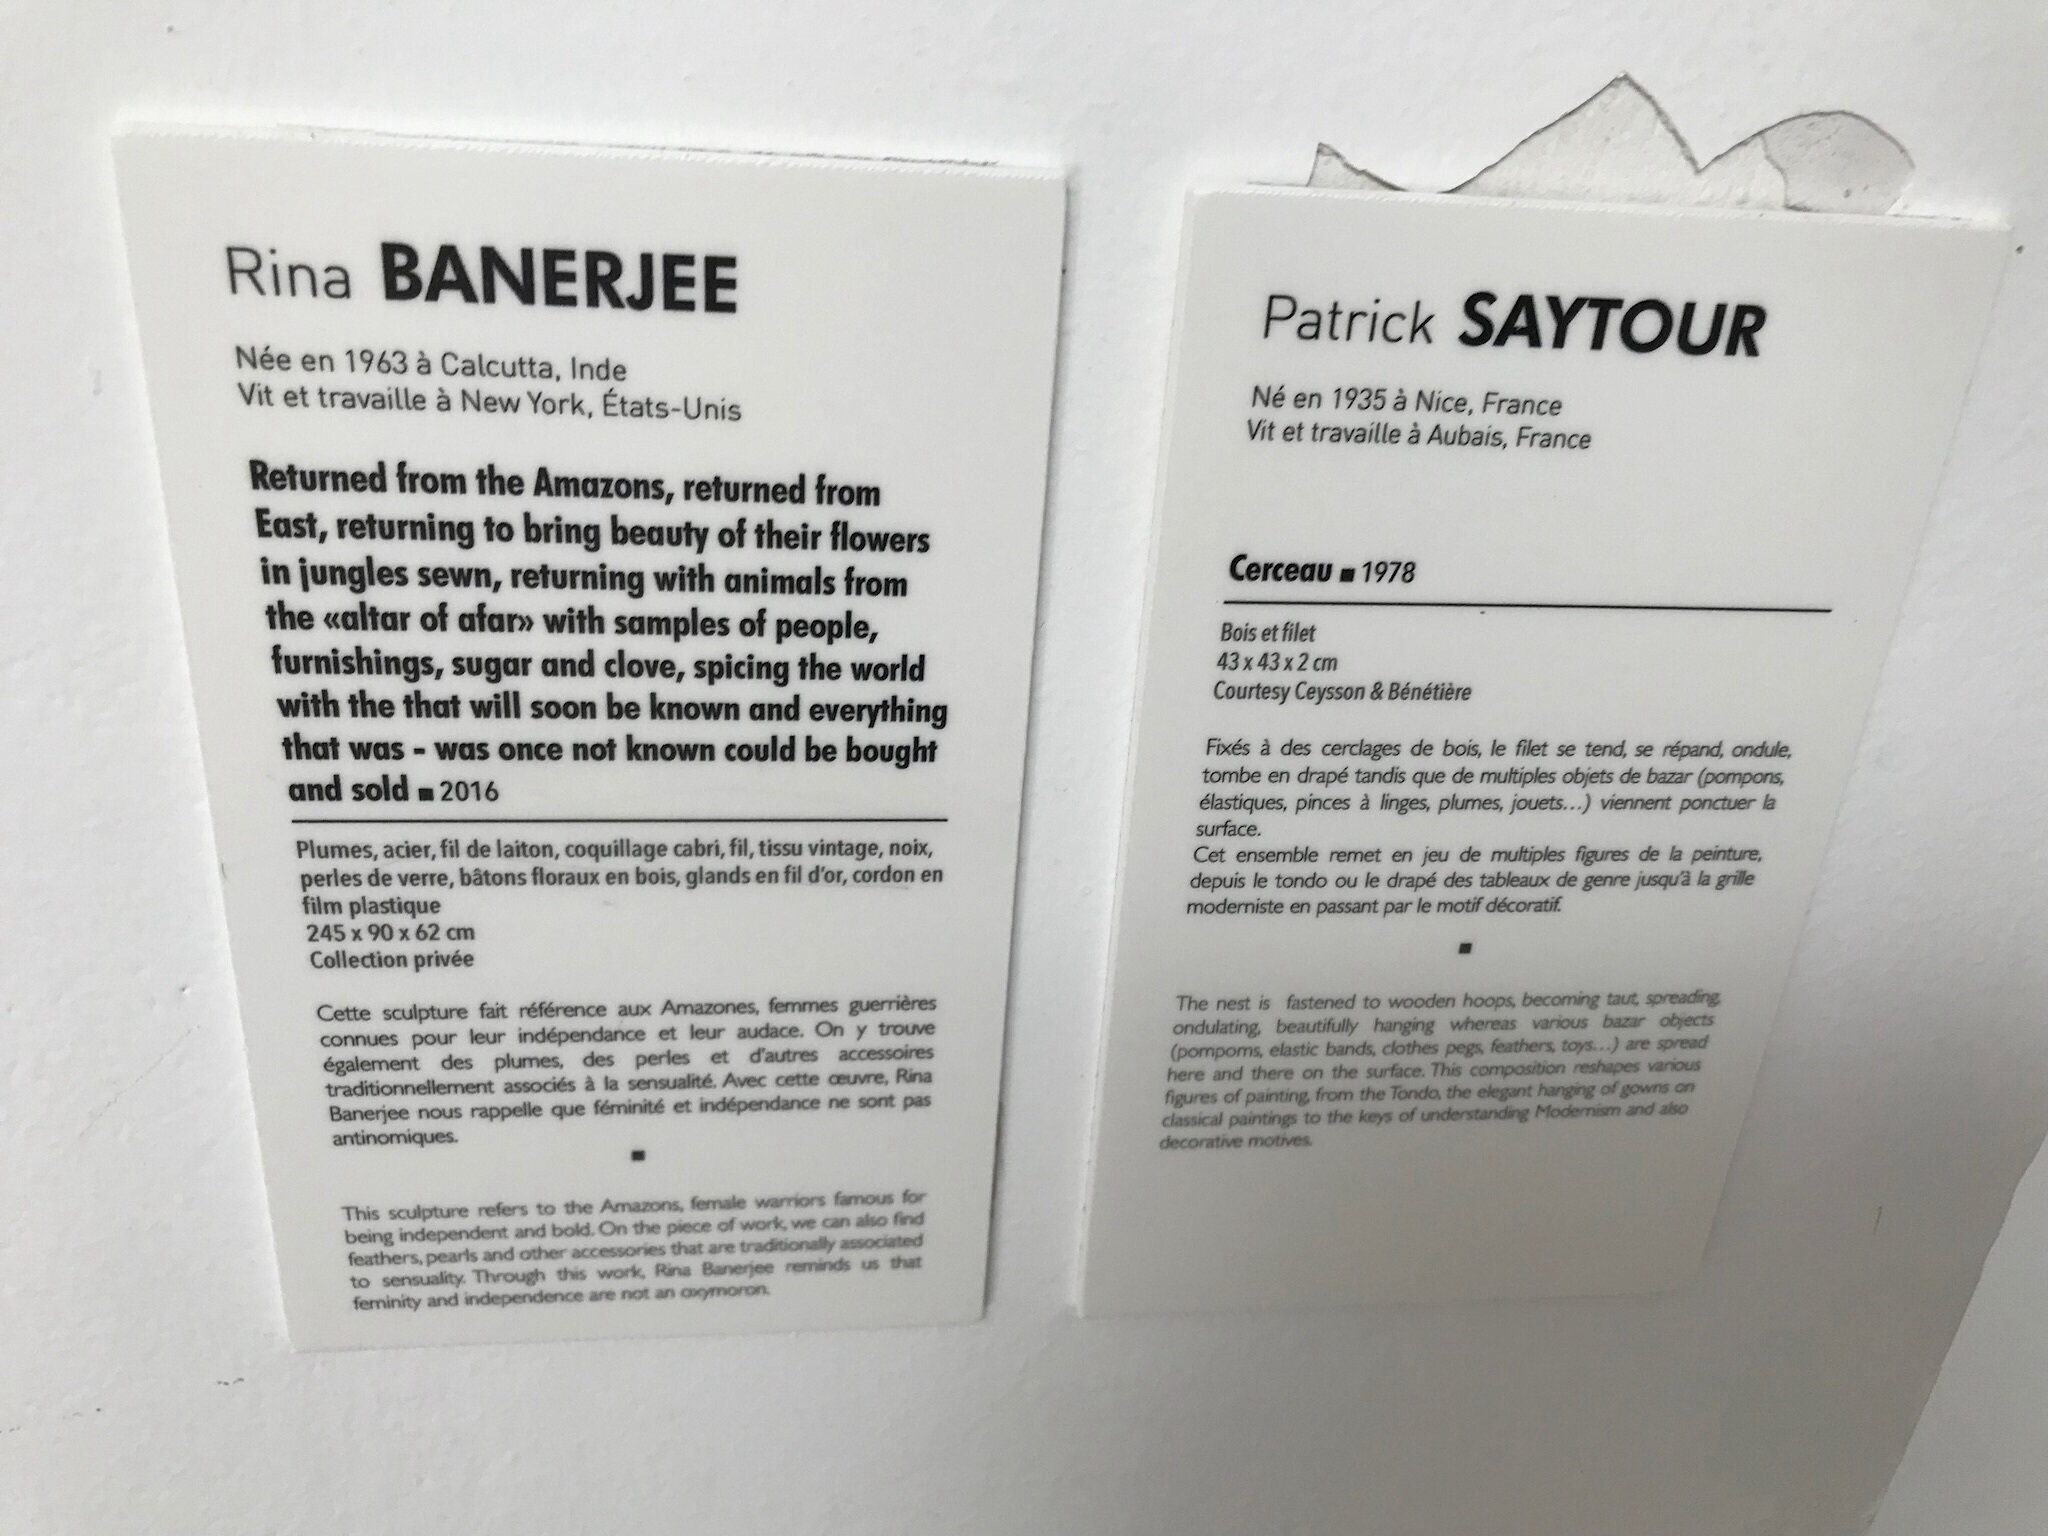 Rina BANERJEE
Née en 1963 à Calcutta, Inde
Vit et travaille à New York, États-Unis
Returned from the Amazons, returned from
East, returning to bring beauty of their flowers
in jungles sewn, returning with animals from
the «altar of afar» with samples of people,
furnishings, sugar and clove, spicing the world
with the that will soon be known and everything
that was - was once not known could be bought
and sold ■ 2016
Plumes, acier, fil de laiton, coquillage cabri, fil, tissu vintage, noix,
perles de verre, bâtons floraux en bois, glands en fil d'or, cordon en
film plastique
245 x 90 x 62 cm
Collection privée
Cette sculpture fait référence aux Amazones, femmes guerrières
connues pour leur indépendance et leur audace. On y trouve
également des plumes, des perles et d'autres accessoires
traditionnellement associés à la sensualité. Avec cette œuvre, Rina
Banerjee nous rappelle que féminité et indépendance ne sont pas
antinomiques.
■
This sculpture refers to the Amazons, female warriors famous for
being independent and bold. On the piece of work, we can also find
feathers, pearls and other accessories that are traditionally associated
to sensuality. Through this work, Rina Banerjee reminds us that
feminity and independence are not an oxymoron.
Patrick SAYTOUR
Né en 1935 à Nice, France
Vit et travaille à Aubais, France
Cerceau ■ 1978
Bois et filet
43 x 43 x 2 cm
Courtesy Ceysson & Bénétière
Fixés à des cerclages de bois, le filet se tend, se répand, ondule,
tombe en drapé tandis que de multiples objets de bazar (pompons,
élastiques, pinces à linges, plumes, jouets...) viennent ponctuer la
surface.
Cet ensemble remet en jeu de multiples figures de la peinture,
depuis le tondo ou le drapé des tableaux de genre jusqu'à la grille
moderniste en passant par le motif décoratif.
■
The nest is fastened to wooden hoops, becoming taut, spreading,
ondulating, beautifully hanging whereas various bazar objects
(pompoms, elastic bands, clothes pegs, feathers, toys...) are spread
here and there on the surface. This composition reshapes various
figures of painting, from the Tondo, the elegant hanging of gowns on
classical paintings to the keys of understanding Modernism and also
decorative motives.